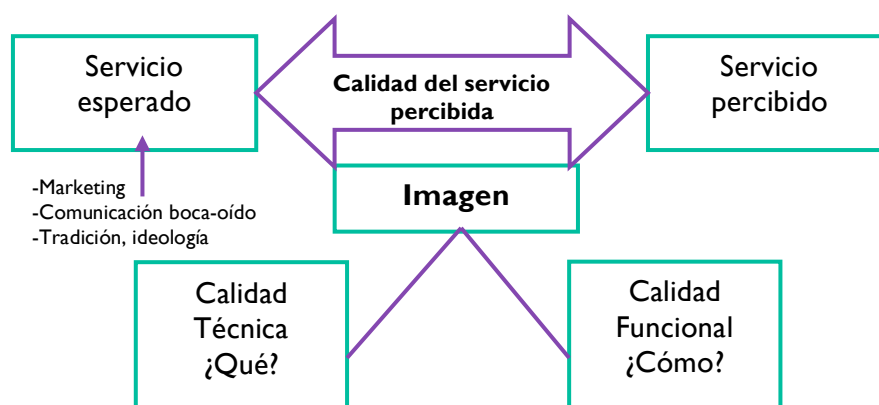 Servicio
esperado
Calidad del servicio
percibida
Servicio
percibido
-Marketing
-Comunicación boca-oído
-Tradición, ideología
Imagen
Calidad
Técnica
¿Qué?
Calidad
Funcional
¿Cómo?